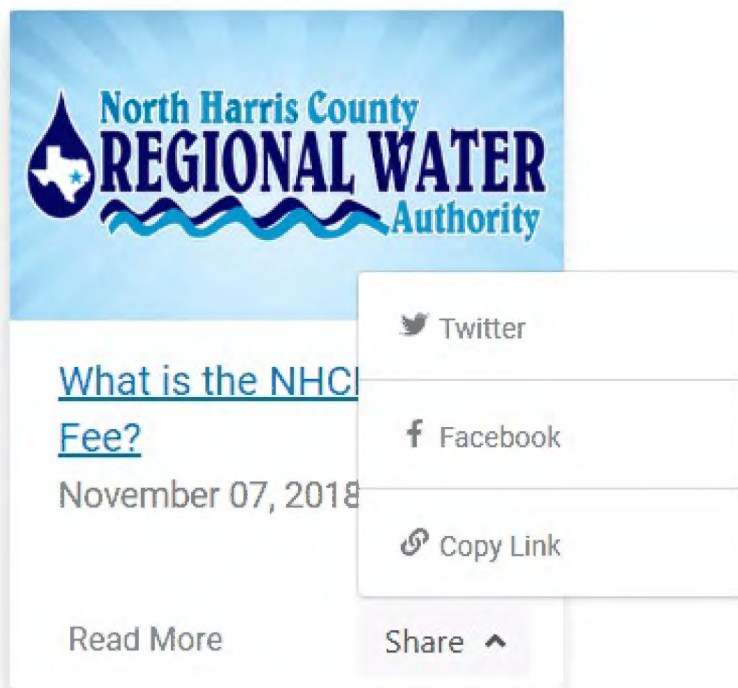 North Harris County
REGIONAL WATER
Authority
Twitter
What is the NHC
Fee?
Facebook
November 07, 2018
Copy Link
Read More
Share